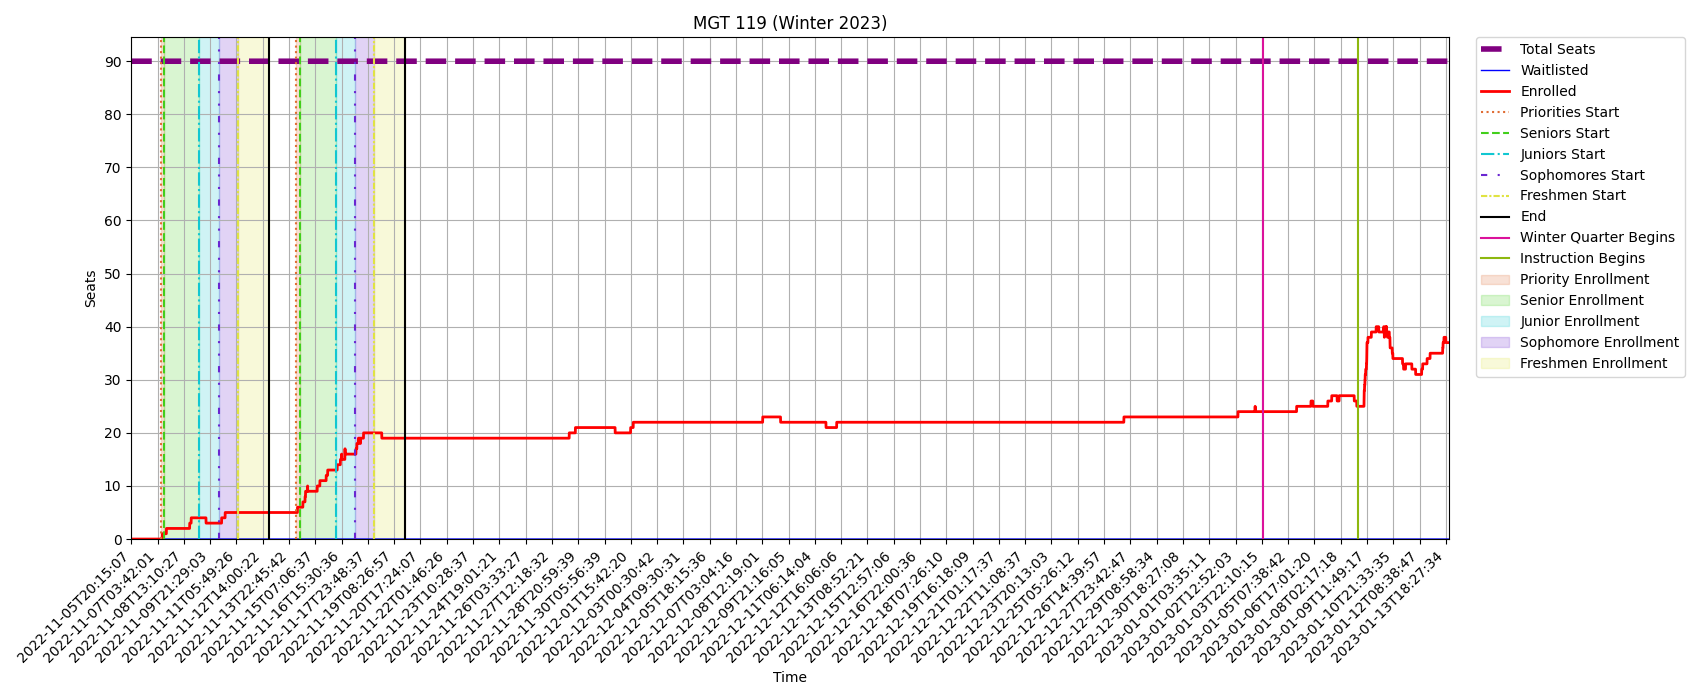 MGT 119 (Winter 2023)
Seats
90
80
70
60
50
40
30
20
10
0
2022-11-05T20:15:07
2022-11-07T03:42:01
2022-11-08T13:10:27
2022-11-09T21:29:03
2022-11-11T05:49:26
2022-11-12T14:00:22
2022-11-13T22:45:42
2022-11-15T07:06:37
2022-11-16T15:30:36
2022-11-17T23:48:37
2022-11-19T08:26:57
2022-11-20T17:24:07
2022-11-22T01:46:26
2022-11-23T10:28:37
2022-11-24T19:01:23
2022-11-26T03:33:27
2022-11-27T12:18:32
2022-11-28T20:59:39
2022-11-30T05:56:39
2022-12-01T15:42:20
2022-12-03T00:30:42
2022-12-04T09:30:31
2022-12-05T18:15:36
2022-12-07T03:04:16
2022-12-08T12:19:01
2022-12-09T21:16:05
2022-12-11T06:14:04
2022-12-12T16:06:06
2022-12-13T08:52:21
2022-12-15T12:57:06
2022-12-16T22:00:36
2022-12-18T07:26:10
2022-12-19T16:18:09
2022-12-21T01:17:37
2022-12-22T11:08:37
2022-12-23T20:13:03
2022-12-25T05:26:12
2022-12-26T14:39:57
2022-12-27T23:42:47
2022-12-29T08:58:34
2022-12-30T18:27:08
2023-01-01T03:35:11
2023-01-02T12:52:03
2023-01-03T22:10:15
2023-01-05T07:38:42
2023-01-06T17:01:20
2023-01-08T02:17:18
2023-01-09T11:49:17
2023-01-10T21:33:35
2023-01-12T08:38:47
2023-01-13T18:27:34
Time
Total Seats
Waitlisted
Enrolled
Priorities Start
Seniors Start
Juniors Start
Sophomores Start
Freshmen Start
End
Winter Quarter Begins
Instruction Begins
Priority Enrollment
Senior Enrollment
Junior Enrollment
Sophomore Enrollment
Freshmen Enrollment